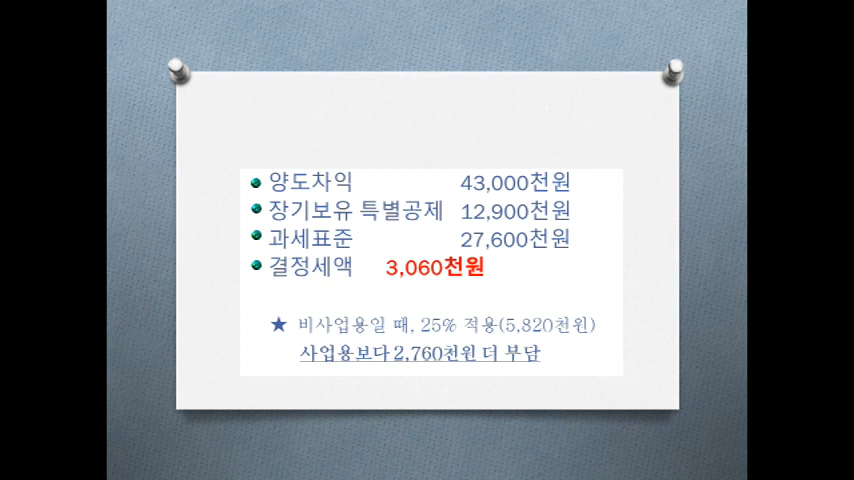 양도차익 43,000천원
장기보유 특별공제 12,900천원
과세표준 27,600천원
결정세액 3,060천원
★ 비사업용일 때, 25% 적용(5,820천원)
사업용보다 2,760천원 더 부담